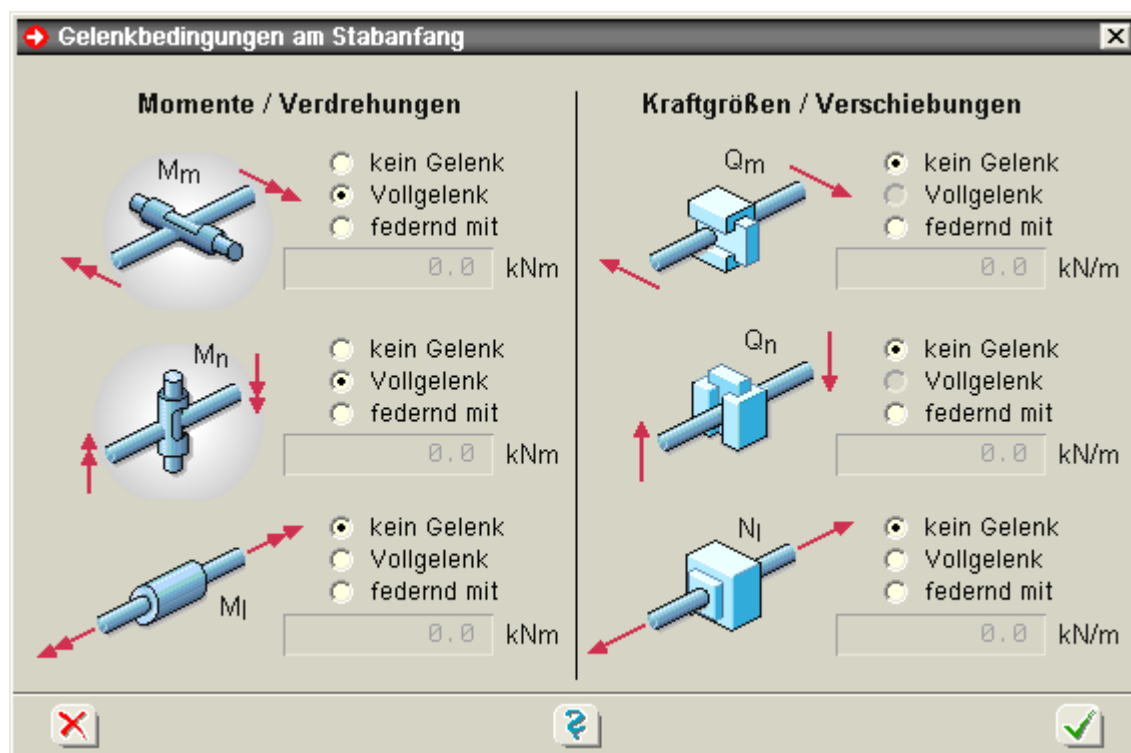 Gelenkbedingungen am Stabanfang
Momente / Verdrehungen
Mm
kein Gelenk
Vollgelenk
federnd mit
0.0 kNm
Mn
kein Gelenk
Vollgelenk
federnd mit
0.0 kNm
Ml
kein Gelenk
Vollgelenk
federnd mit
0.0 kNm
Kraftgrößen / Verschiebungen
Qm
kein Gelenk
Vollgelenk
federnd mit
0.0 kN/m
Qn
kein Gelenk
Vollgelenk
federnd mit
0.0 kN/m
Nl
kein Gelenk
Vollgelenk
federnd mit
0.0 kN/m